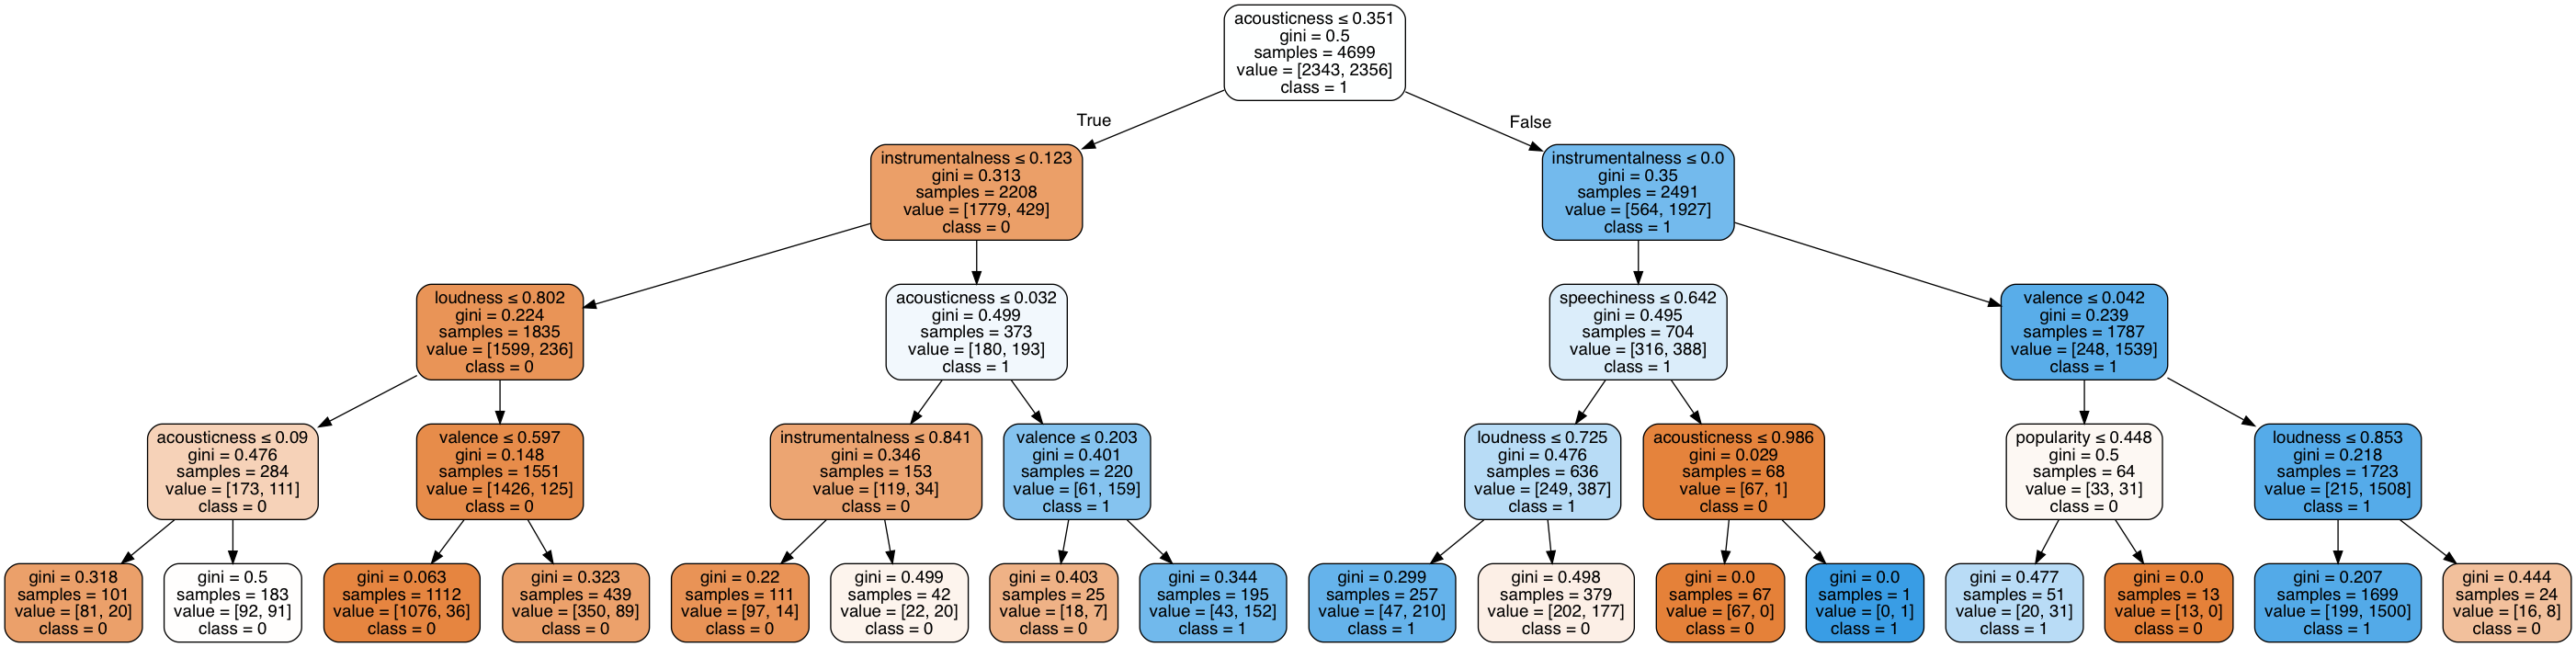 acousticness ≤ 0.351
gini = 0.5
samples = 4699
value = [2343, 2356]
class = 1
True
False
instrumentalness ≤ 0.123
gini = 0.313
samples = 2208
value = [1779, 429]
class = 0
instrumentalness ≤ 0.0
gini = 0.35
samples = 2491
value = [564, 1927]
class = 1
loudness ≤ 0.802
gini = 0.224
samples = 1835
value = [1599, 236]
class = 0
acousticness ≤ 0.032
gini = 0.499
samples = 373
value = [180, 193]
class = 1
speechiness ≤ 0.642
gini = 0.495
samples = 704
value = [316, 388]
class = 1
valence ≤ 0.042
gini = 0.239
samples = 1787
value = [248, 1539]
class = 1
acousticness ≤ 0.09
gini = 0.476
samples = 284
value = [173, 111]
class = 0
valence ≤ 0.597
gini = 0.148
samples = 1551
value = [1426, 125]
class = 0
instrumentalness ≤ 0.841
gini = 0.346
samples = 153
value = [119, 34]
class = 0
valence ≤ 0.203
gini = 0.401
samples = 220
value = [61, 159]
class = 1
loudness ≤ 0.725
gini = 0.476
samples = 636
value = [249, 387]
class = 1
acousticness ≤ 0.986
gini = 0.029
samples = 68
value = [67, 1]
class = 0
popularity ≤ 0.448
gini = 0.5
samples = 64
value = [33, 31]
class = 0
loudness ≤ 0.853
gini = 0.218
samples = 1723
value = [215, 1508]
class = 1
gini = 0.318
samples = 101
value = [81, 20]
class = 0
gini = 0.5
samples = 183
value = [92, 91]
class = 0
gini = 0.063
samples = 1112
value = [1076, 36]
class = 0
gini = 0.323
samples = 439
value = [350, 89]
class = 0
gini = 0.22
samples = 111
value = [97, 14]
class = 0
gini = 0.499
samples = 42
value = [22, 20]
class = 0
gini = 0.403
samples = 25
value = [18, 7]
class = 0
gini = 0.344
samples = 195
value = [43, 152]
class = 1
gini = 0.299
samples = 257
value = [47, 210]
class = 1
gini = 0.498
samples = 379
value = [202, 177]
class = 0
gini = 0.0
samples = 67
value = [67, 0]
class = 0
gini = 0.0
samples = 1
value = [0, 1]
class = 1
gini = 0.477
samples = 51
value = [20, 31]
class = 1
gini = 0.0
samples = 13
value = [13, 0]
class = 0
gini = 0.207
samples = 1699
value = [199, 1500]
class = 1
gini = 0.444
samples = 24
value = [16, 8]
class = 0